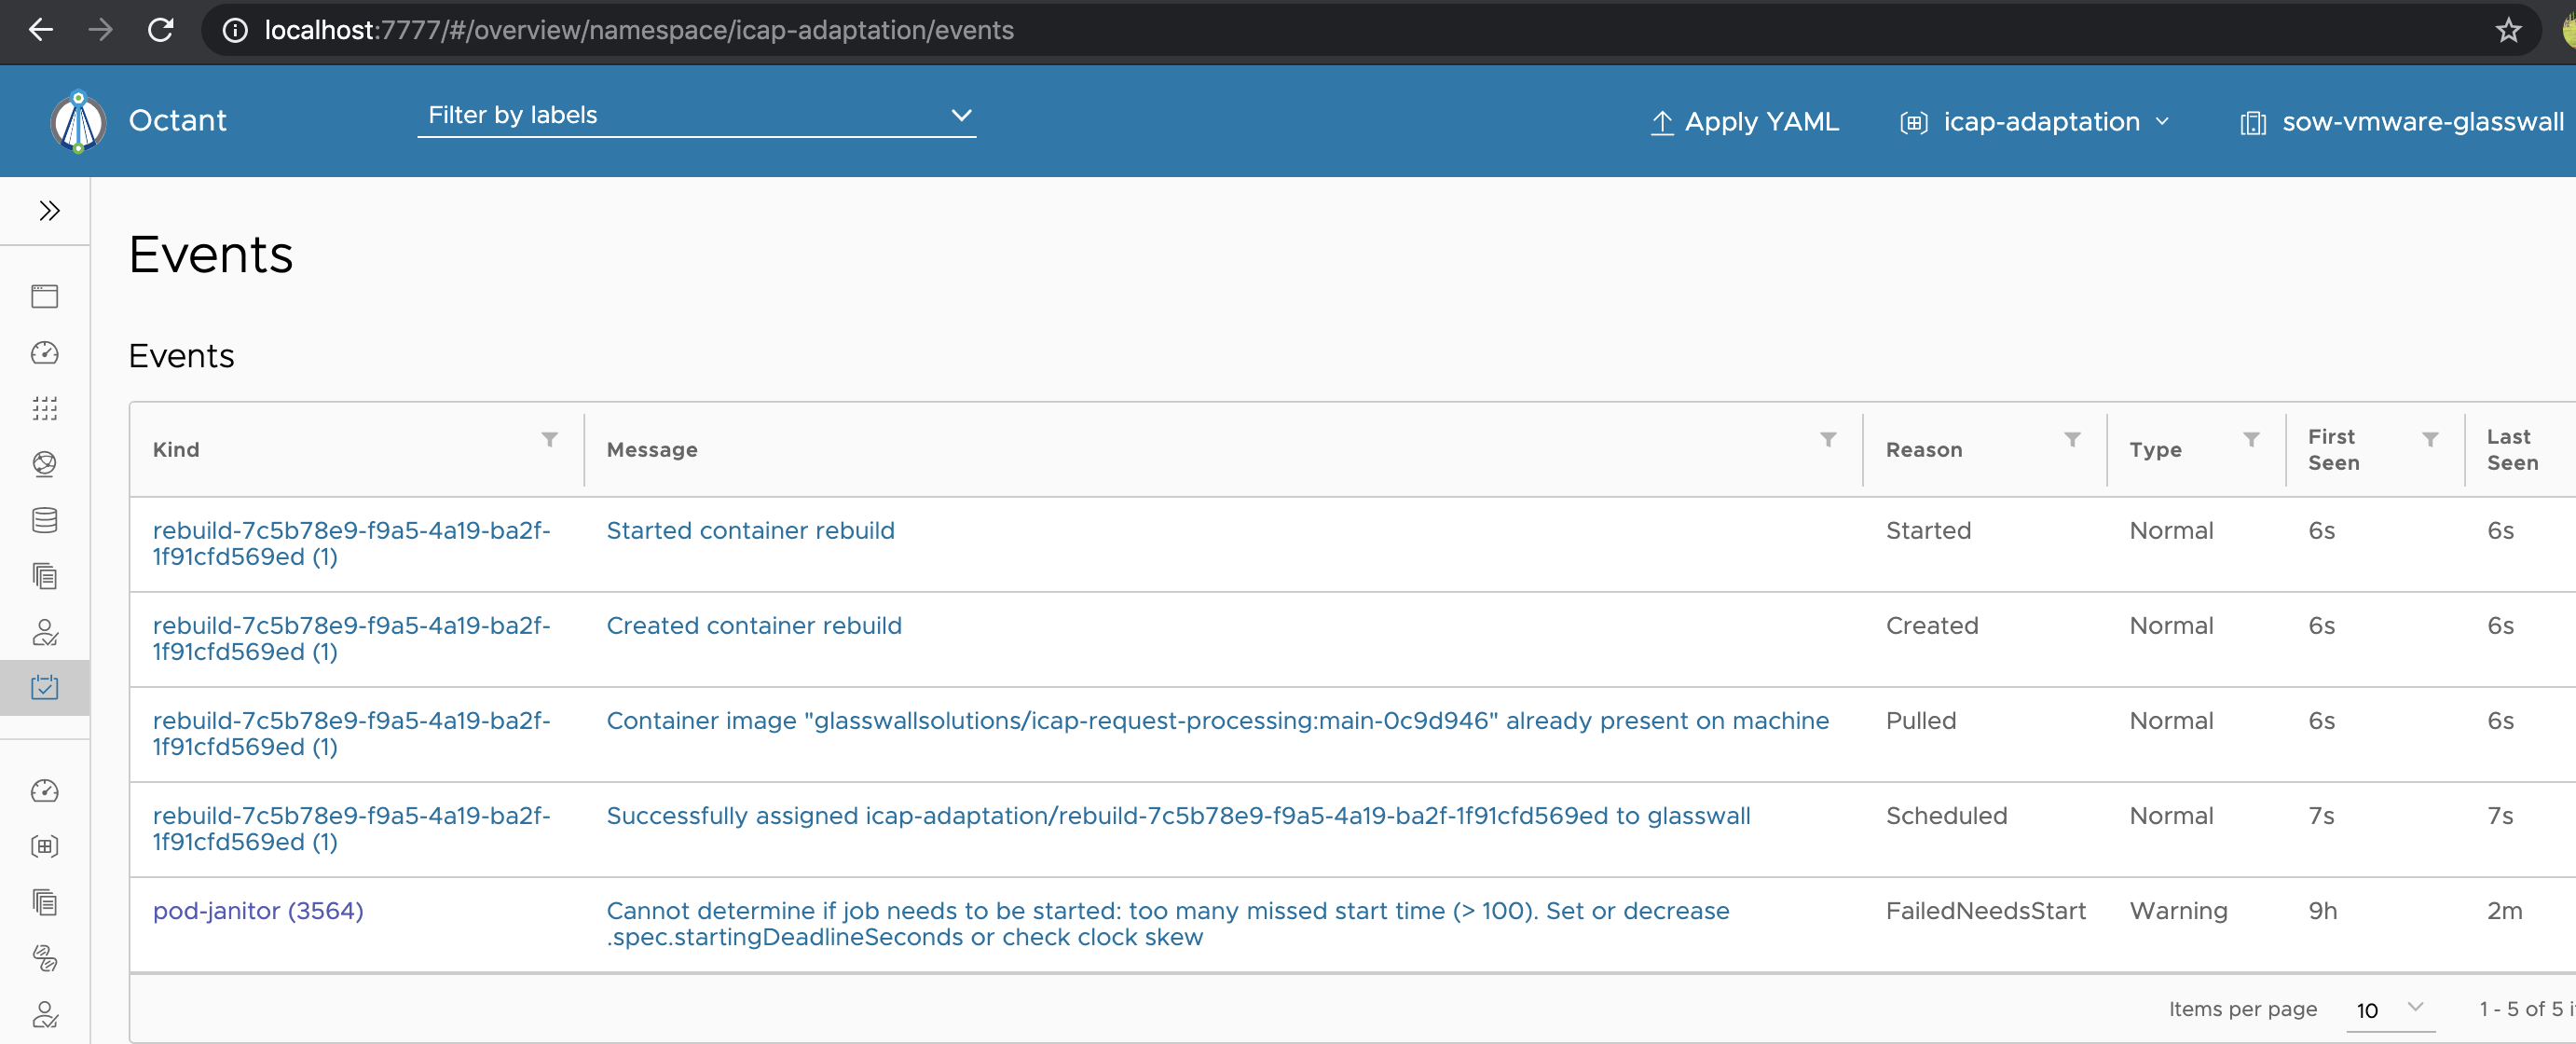 localhost:7777/#/overview/namespace/icap-adaptation/events
Octant
Filter by labels
Apply YAML
icap-adaptation
sow-vmware-glasswall
Events
Events
Kind
Message
Reason
Type
First
Seen
Last
Seen
rebuild-7c5b78e9-f9a5-4a19-ba2f-
1f91cfd569ed (1)
Started container rebuild
Started
Normal
6s
6s
rebuild-7c5b78e9-f9a5-4a19-ba2f-
1f91cfd569ed (1)
Created container rebuild
Created
Normal
6s
6s
rebuild-7c5b78e9-f9a5-4a19-ba2f-
1f91cfd569ed (1)
Container image "glasswallsolutions/icap-request-processing:main-0c9d946" already present on machine
Pulled
Normal
6s
6s
rebuild-7c5b78e9-f9a5-4a19-ba2f-
1f91cfd569ed (1)
Successfully assigned icap-adaptation/rebuild-7c5b78e9-f9a5-4a19-ba2f-1f91cfd569ed to glasswall
Scheduled
Normal
7s
7s
pod-janitor (3564)
Cannot determine if job needs to be started: too many missed start time (> 100). Set or decrease
.spec.startingDeadlineSeconds or check clock skew
FailedNeedsStart
Warning
9h
2m
Items per page
10
1 - 5 of 5